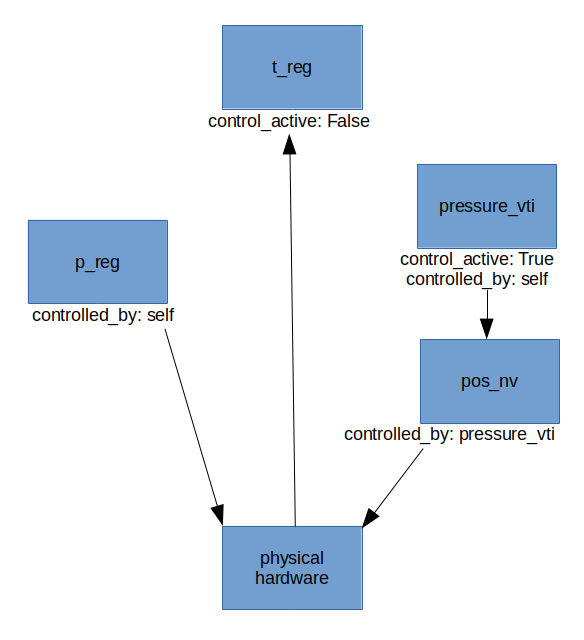 t_reg
control_active: False
pressure_vti
control_active: True
controlled_by: self
p_reg
controlled_by: self
pos_nv
controlled_by: pressure_vti
physical
hardware